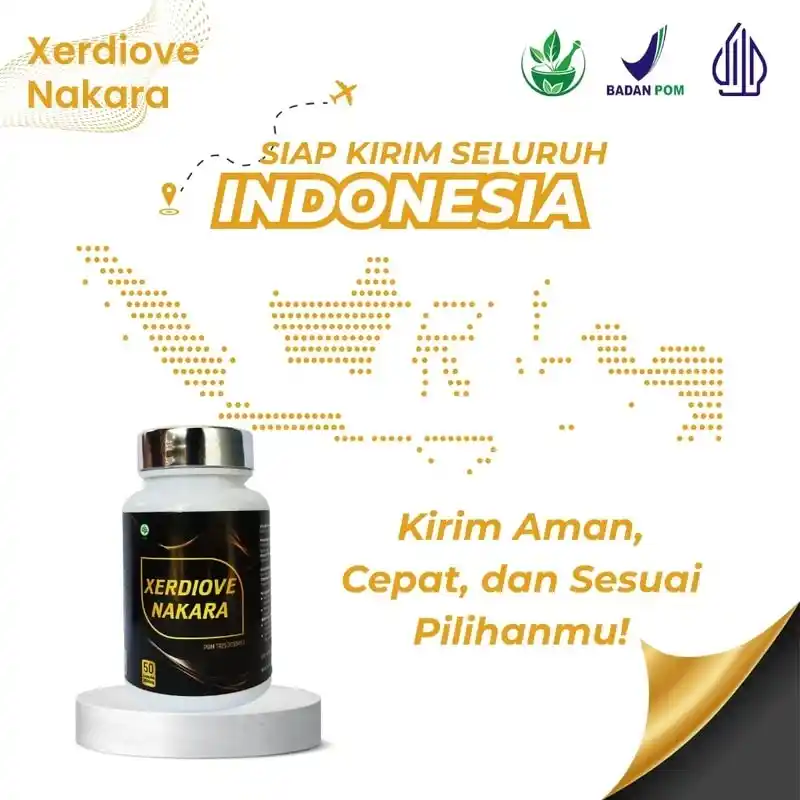 Xerdiove
Nakara
BADAN POM
SIAP KIRIM SELURUH
INDONESIA
XERDIOVE
NAKARA
50
Kirim Aman,
Cepat, dan Sesuai
Pilihanmu!